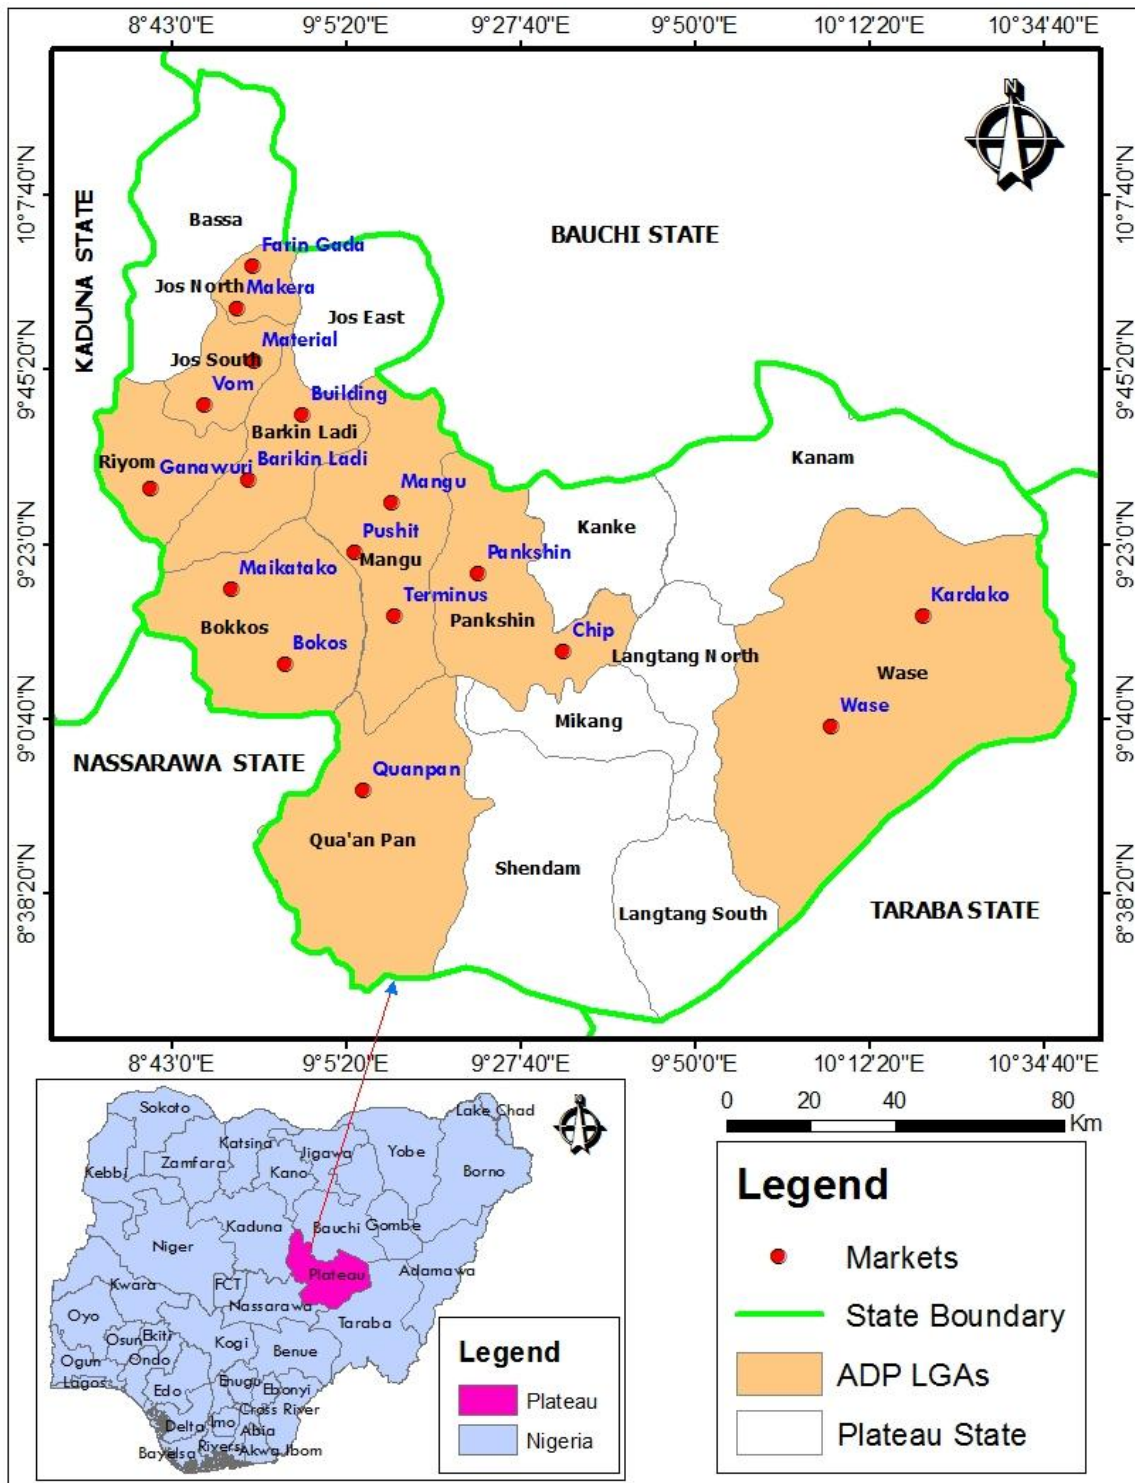 8°43'0"E 9°5'20"E 9°27'40"E 9°50'0"E 10°12'20"E 10°34'40"E
N
10°7'40"N
10°7'40"N
KADUNA STATE
Bassa
BAUCHI STATE
Farin Gada
Jos North
Makera
Jos East
Material
Jos South
9°45'20"N
9°45'20"N
Vom
Building
Barkin Ladi
Riyom
Ganawuri
Barikin Ladi
Kanam
Mangu
Kanke
Pushit
Mangu
Pankshin
9°23'0"N
9°23'0"N
Maikatako
Terminus
Pankshin
Kardako
Bokkos
Chip
Bokos
Langtang North
Wase
Wase
Mikang
9°0'40"N
9°0'40"N
NASSARAWA STATE
Quanpan
Qua'an Pan
Shendam
8°38'20"N
8°38'20"N
Langtang South
TARABA STATE
8°43'0"E 9°5'20"E 9°27'40"E 9°50'0"E 10°12'20"E 10°34'40"E
0 20 40 80
Km
Legend
Markets
State Boundary
ADP LGAs
Plateau State
Sokoto
Lake Chad
Katsina
Jigawa
Yobe
Zamfara
Kano
Kebbi
Borno
Kaduna
Bauchi
Gombe
Niger
Plateau
Adamawa
Kwara
FCT
Nassarawa
Oyo
Taraba
Osun
Ekiti
Kogi
Benue
Ogun
Ondo
Lagos
Edo
Enugu
Ebonyi
Cross River
Delta
Imo
Abia
Bayelsa
Rivers
Akwa Ibom
Legend
Plateau
Nigeria